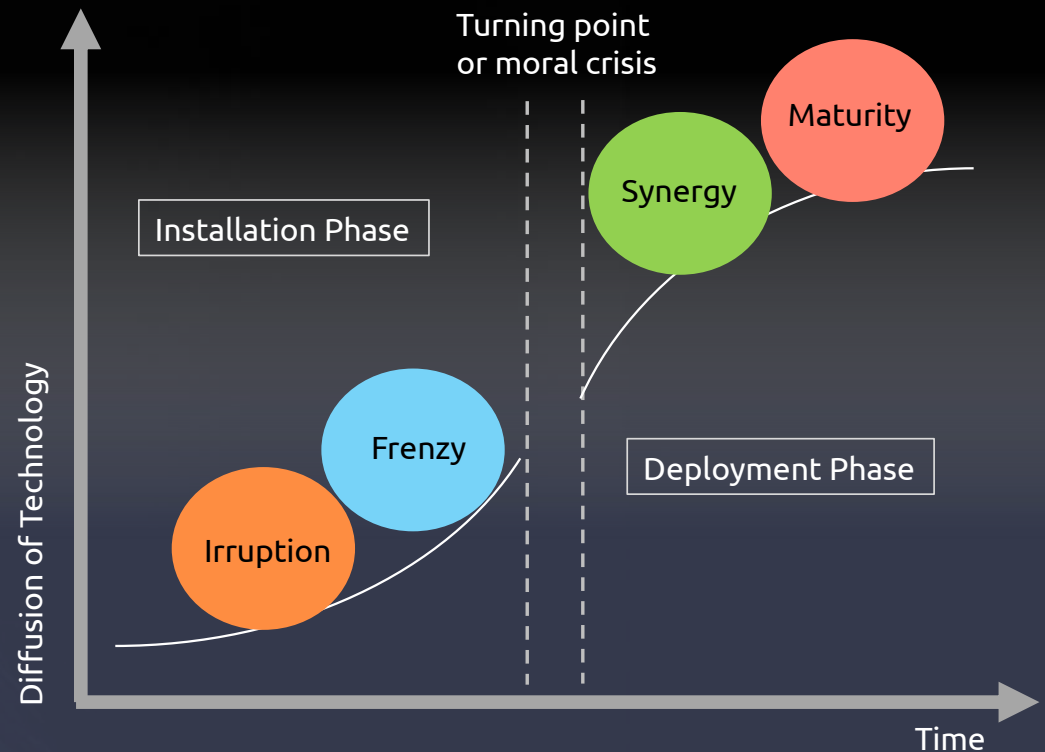 Turning point
or moral crisis
Maturity
Synergy
Installation Phase
Frenzy
Deployment Phase
Irruption
Diffusion of Technology
Time